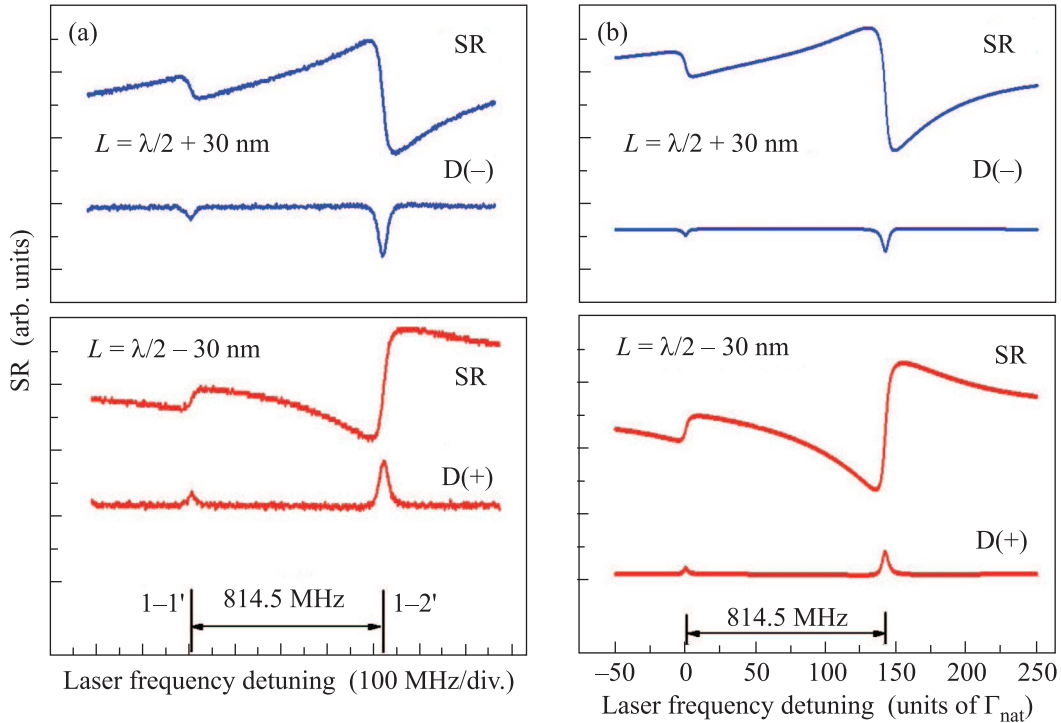 (a)
SR
L = λ/2 + 30 nm
D(–)
L = λ/2 – 30 nm
SR
D(+)
1–1'
814.5 MHz
1–2'
Laser frequency detuning (100 MHz/div.)
SR (arb. units)
(b)
SR
L = λ/2 + 30 nm
D(–)
L = λ/2 – 30 nm
SR
D(+)
814.5 MHz
–50 0 50 100 150 200 250
Laser frequency detuning (units of Γnat)